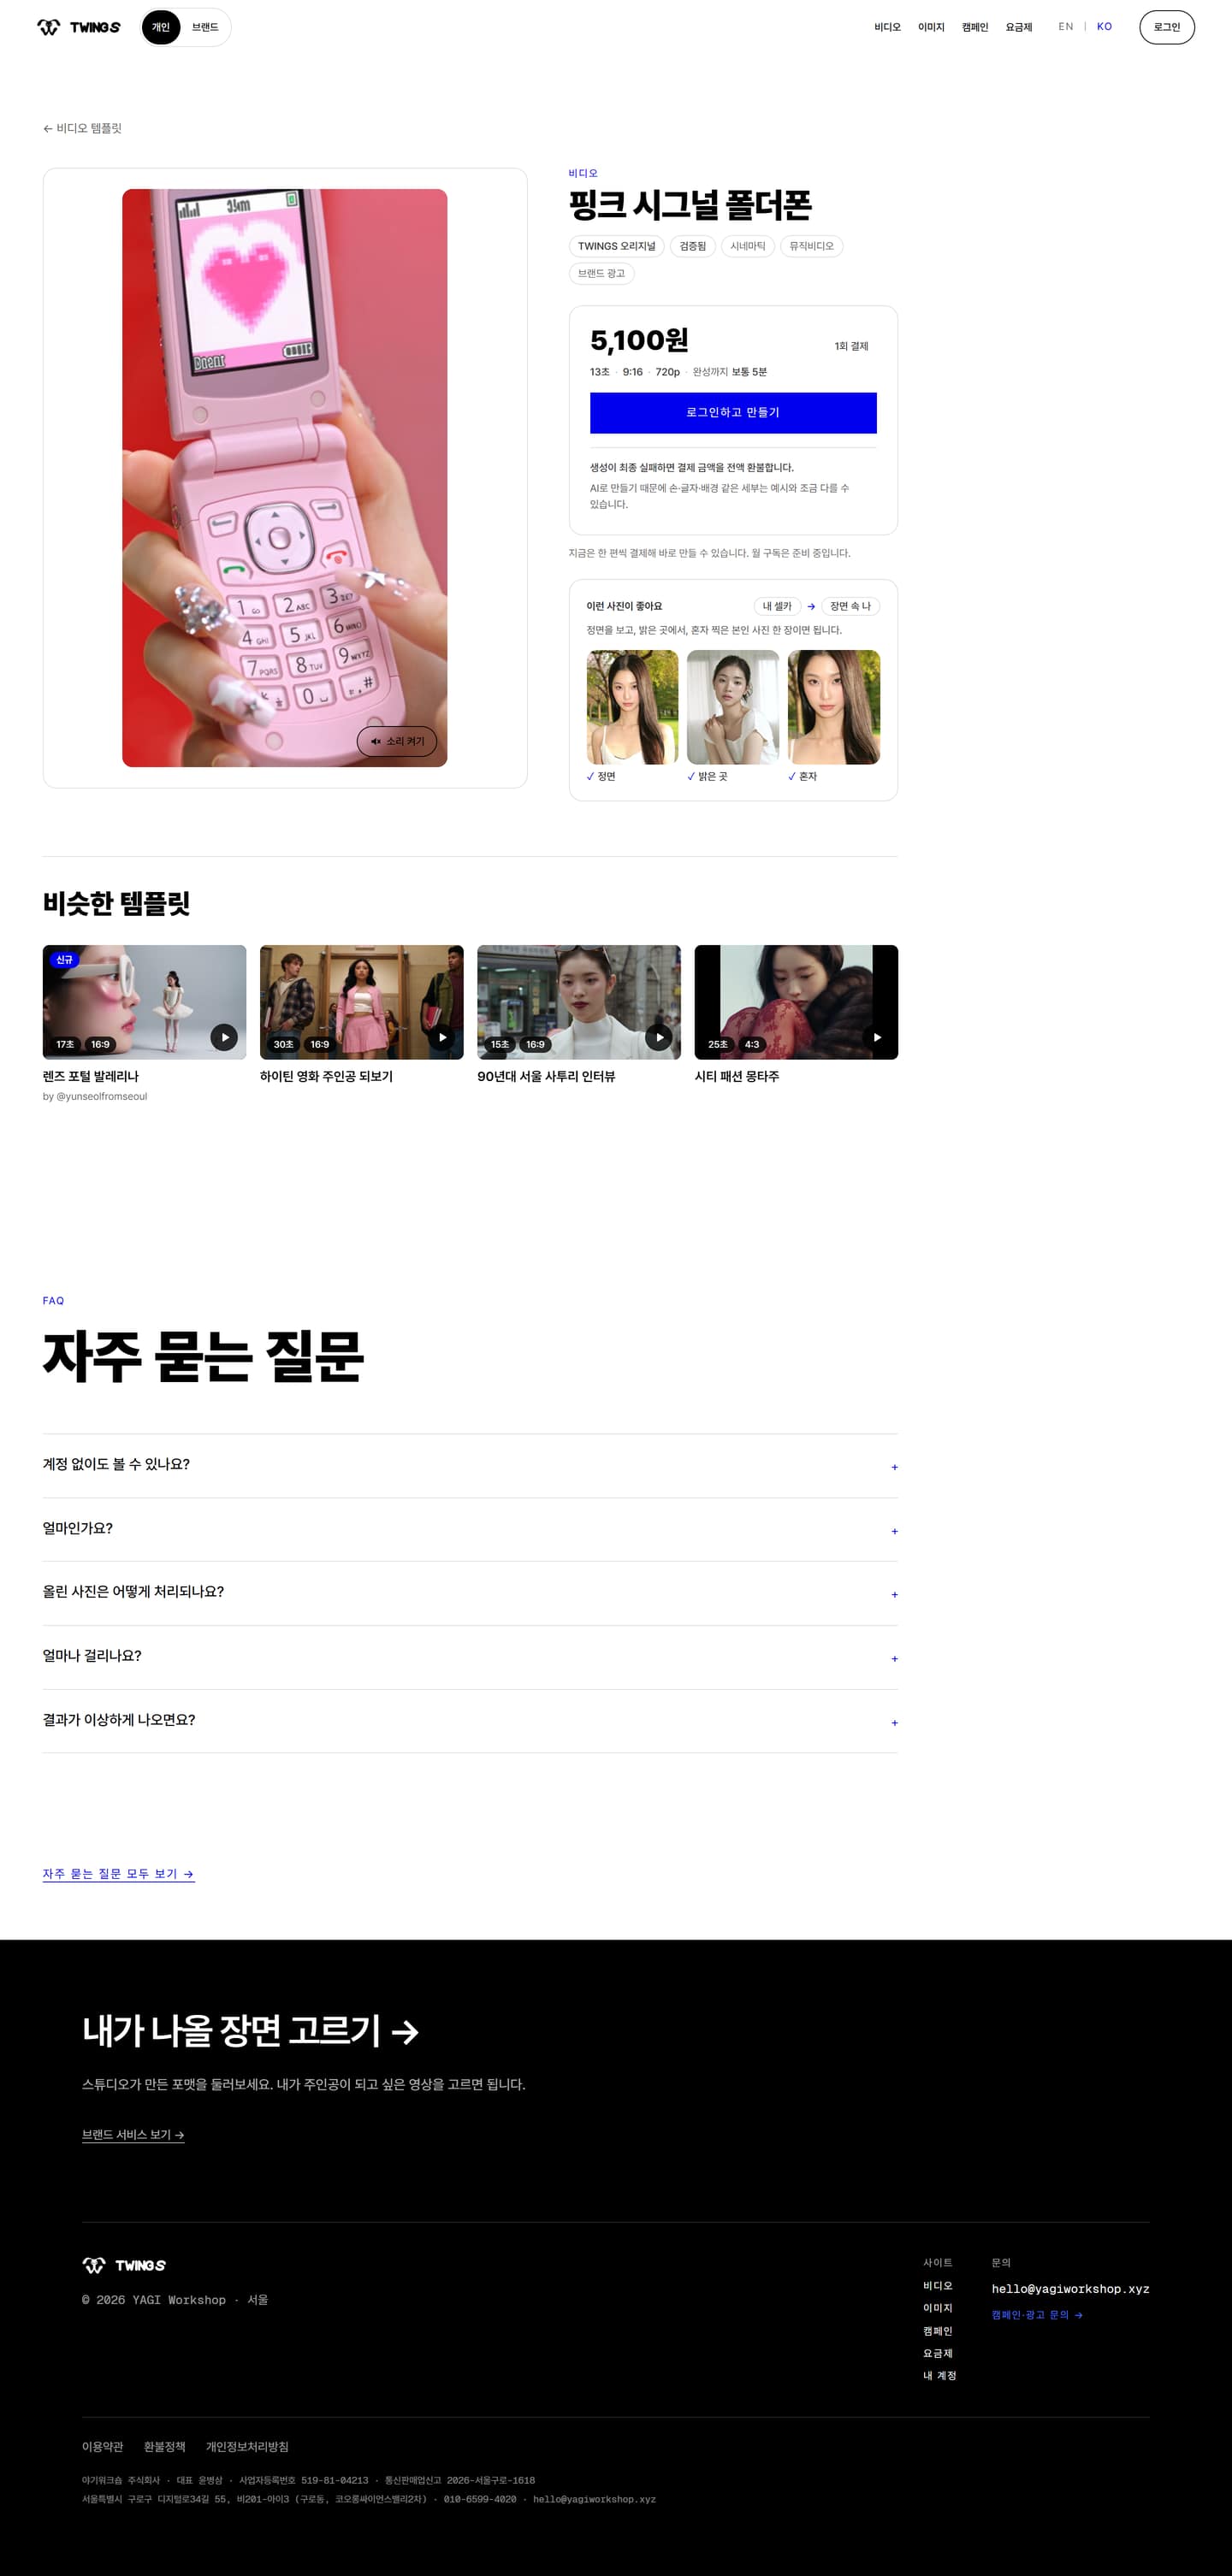 TWINGS
개인
브랜드
비디오
이미지
캠페인
요금제
EN | KO
로그인
← 비디오 템플릿
비디오
핑크 시그널 폴더폰
TWINGS 오리지널
검증됨
시네마틱
뮤직비디오
브랜드 광고
5,100원
1회 결제
13초 · 9:16 · 720p · 완성까지 보통 5분
로그인하고 만들기
생성이 최종 실패하면 결제 금액을 전액 환불합니다.
AI로 만들기 때문에 손·글자·배경 같은 세부는 예시와 조금 다를 수
있습니다.
지금은 한 편씩 결제해 바로 만들 수 있습니다. 월 구독은 준비 중입니다.
이런 사진이 좋아요
내 셀카 → 장면 속 나
정면을 보고, 밝은 곳에서, 혼자 찍은 본인 사진 한 장이면 됩니다.
✓ 정면
✓ 밝은 곳
✓ 혼자
1
2 ABC
3 DEF
4 GHI
5 JKL
6 MNO
7 PQRS
8 TUV
9 WXYZ
0
#
소리 켜기
비슷한 템플릿
신규
17초 16:9
30초 16:9
15초 16:9
25초 4:3
렌즈 포털 발레리나
by @yunseolfromseoul
하이틴 영화 주인공 되보기
90년대 서울 사투리 인터뷰
시티 패션 몽타주
FAQ
자주 묻는 질문
계정 없이도 볼 수 있나요? +
얼마인가요? +
올린 사진은 어떻게 처리되나요? +
얼마나 걸리나요? +
결과가 이상하게 나오면요? +
자주 묻는 질문 모두 보기 →
내가 나올 장면 고르기 →
스튜디오가 만든 포맷을 둘러보세요. 내가 주인공이 되고 싶은 영상을 고르면 됩니다.
브랜드 서비스 보기 →
TWINGS
© 2026 YAGI Workshop · 서울
사이트
비디오
이미지
캠페인
요금제
내 계정
문의
hello@yagiworkshop.xyz
캠페인·광고 문의 →
이용약관
환불정책
개인정보처리방침
야기워크숍 주식회사 · 대표 윤병삼 · 사업자등록번호 519-81-04213 · 통신판매업신고 2026-서울구로-1618
서울특별시 구로구 디지털로34길 55, 비201-아이3 (구로동, 코오롱싸이언스밸리2차) · 010-6599-4020 · hello@yagiworkshop.xyz